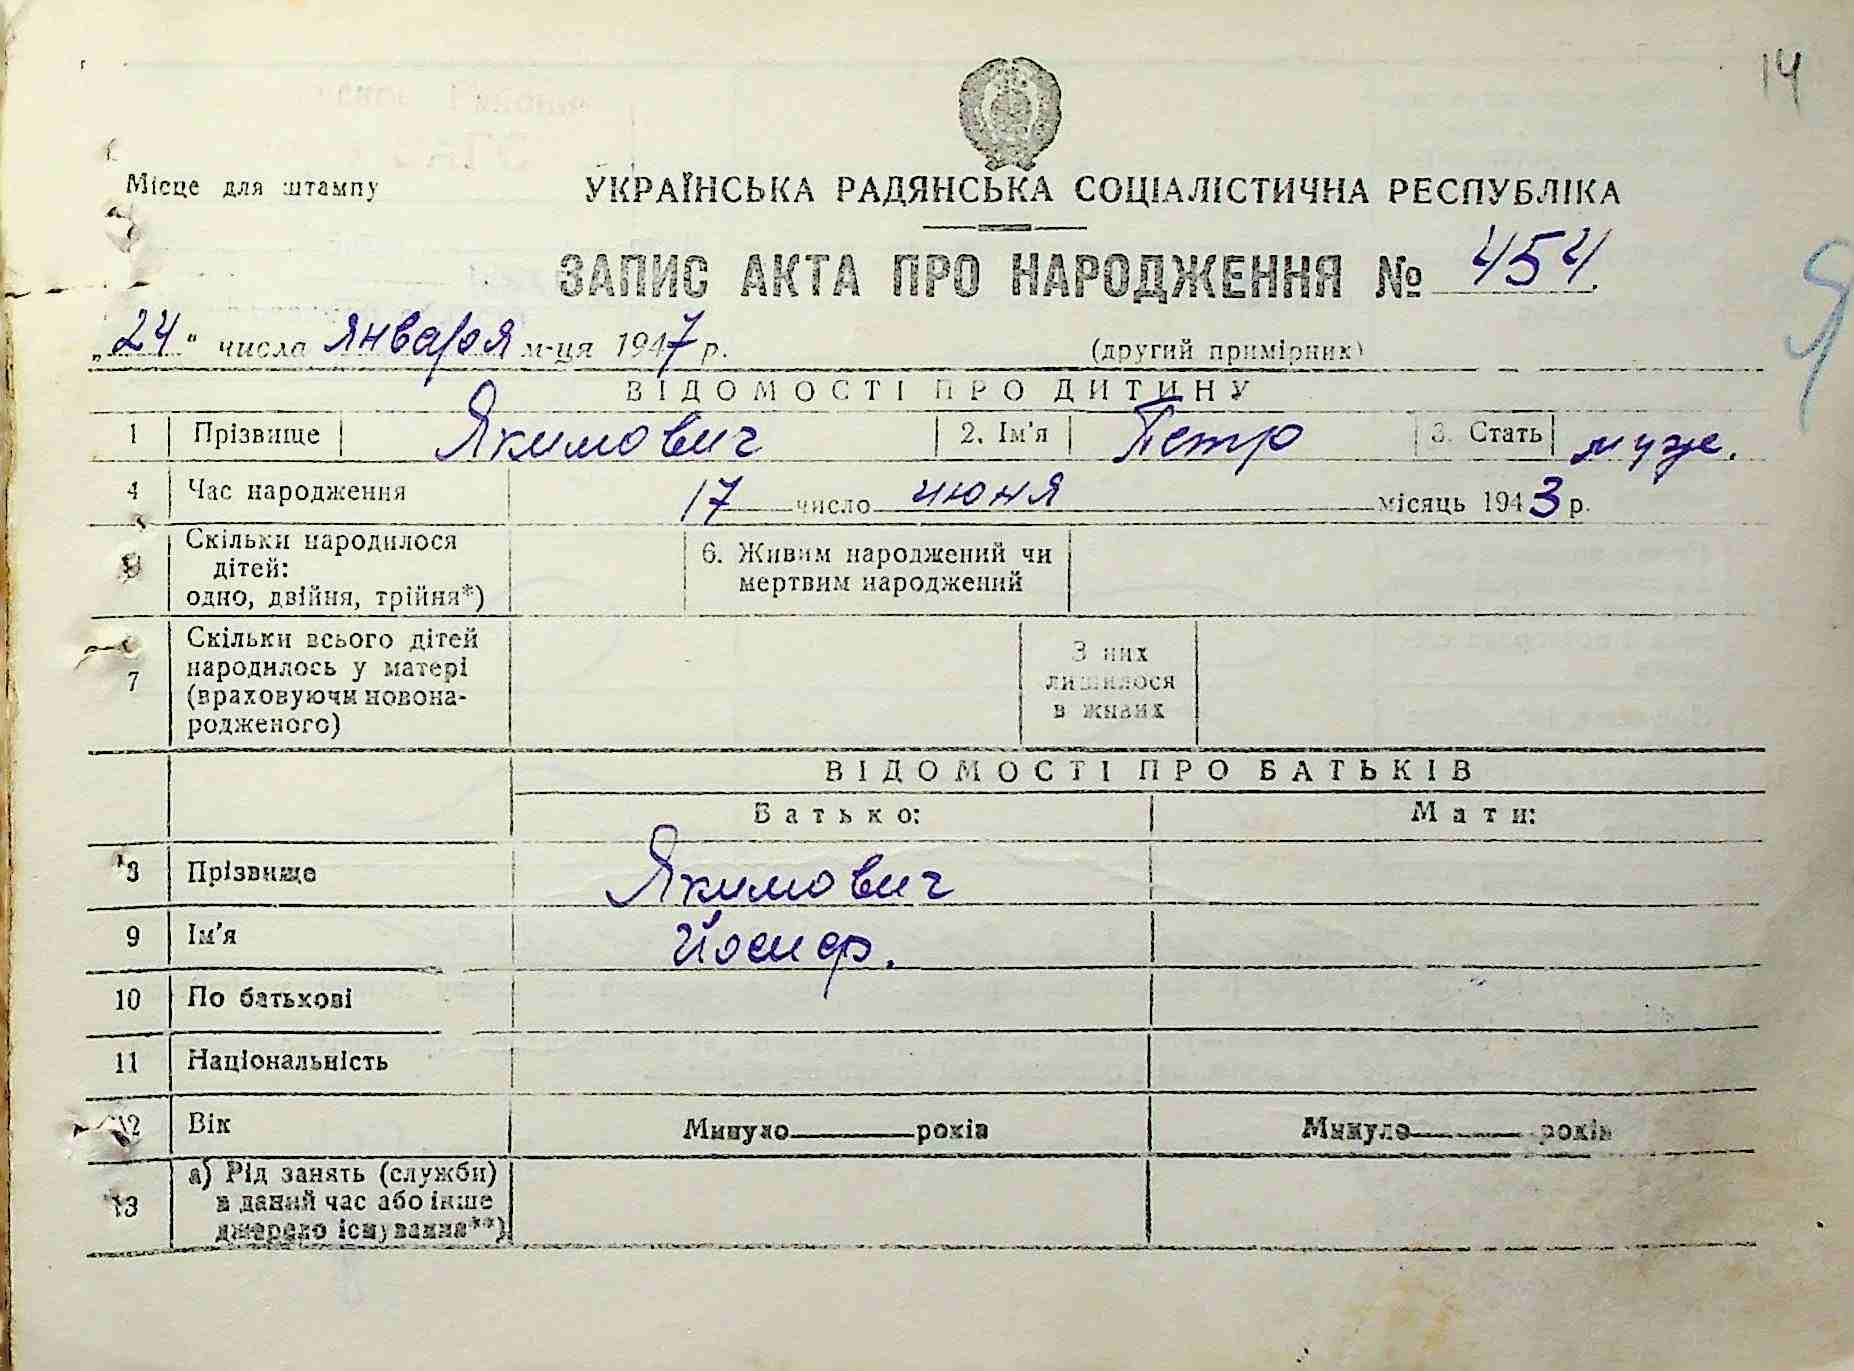 14
Місце для штампу
УКРАЇНСЬКА РАДЯНСЬКА СОЦІАЛІСТИЧНА РЕСПУБЛІКА
ЗАПИС АКТА ПРО НАРОДЖЕННЯ № 454
„24“ числа января м-ця 1947 р. (другий примірник)
Я
ВІДОМОСТІ ПРО ДИТИНУ
1 Прізвище Якимович 2. Ім'я Петро 3. Стать муж.
4 Час народження 17 число июня місяць 1943 р.
Скільки народилося
дітей:
одно, двійня, трійня*)
6. Живим народжений чи
мертвим народжений
7 Скільки всього дітей
народилось у матері
(враховуючи новона-
родженого)
З них
лишилося
в живих
ВІДОМОСТІ ПРО БАТЬКІВ
Батько: Мати:
8 Прізвище Якимович
9 Ім'я Йосиф.
10 По батькові
11 Національність
12 Вік Минуло років Минуло років
13 а) Рід занять (служби)
в даний час або інше
джерело існування**)